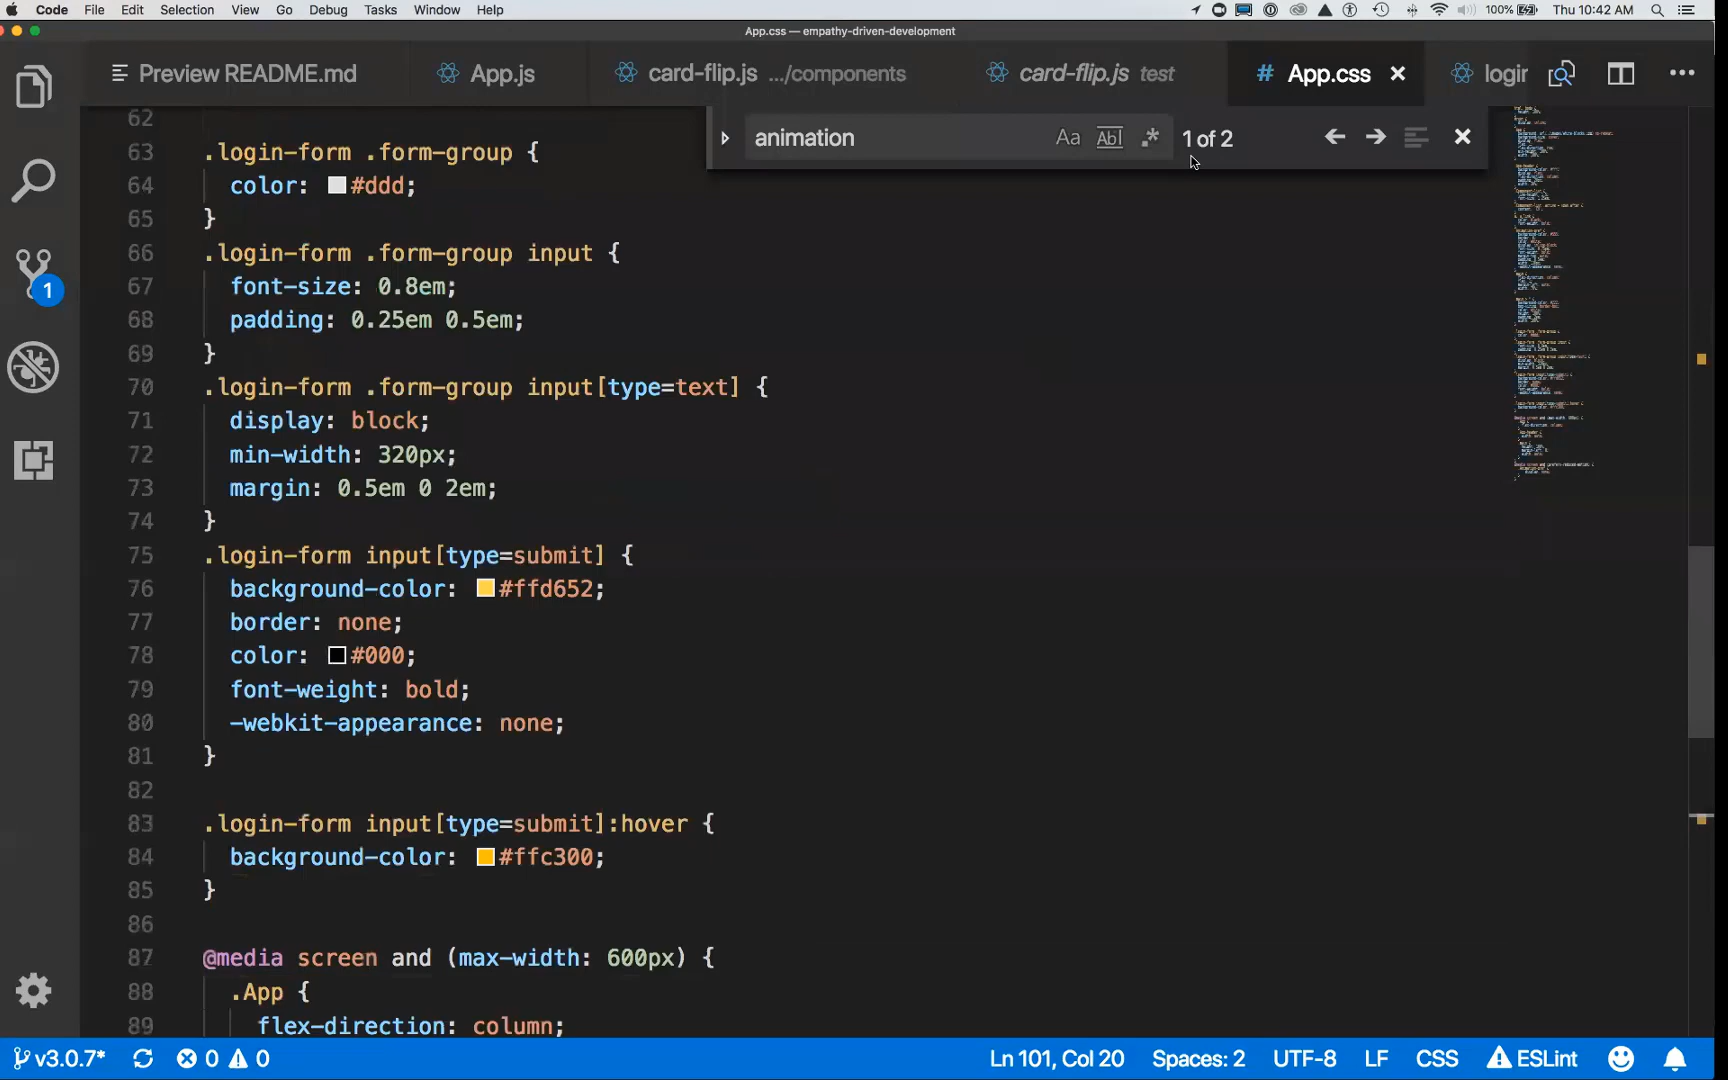 Code File Edit Selection View Go Debug Tasks Window Help 100% Thu 10:42 AM
App.css — empathy-driven-development
Preview README.md App.js card-flip.js .../components card-flip.js test # App.css login
animation Aa Abl .* 1 of 2
62
63 .login-form .form-group {
64 color: #ddd;
65 }
66 .login-form .form-group input {
67 font-size: 0.8em;
68 padding: 0.25em 0.5em;
69 }
70 .login-form .form-group input[type=text] {
71 display: block;
72 min-width: 320px;
73 margin: 0.5em 0 2em;
74 }
75 .login-form input[type=submit] {
76 background-color: #ffd652;
77 border: none;
78 color: #000;
79 font-weight: bold;
80 -webkit-appearance: none;
81 }
82
83 .login-form input[type=submit]:hover {
84 background-color: #ffc300;
85 }
86
87 @media screen and (max-width: 600px) {
88 .App {
89 flex-direction: column;
1
v3.0.7* 0 0 Ln 101, Col 20 Spaces: 2 UTF-8 LF CSS ESLint